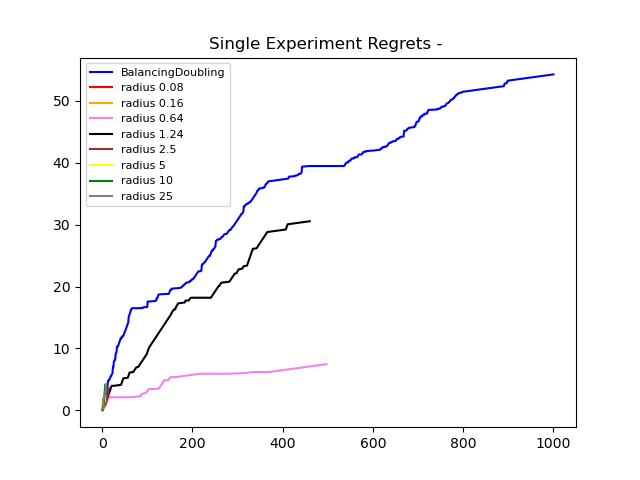 Single Experiment Regrets -
BalancingDoubling
radius 0.08
radius 0.16
radius 0.64
radius 1.24
radius 2.5
radius 5
radius 10
radius 25
50
40
30
20
10
0
0 200 400 600 800 1000